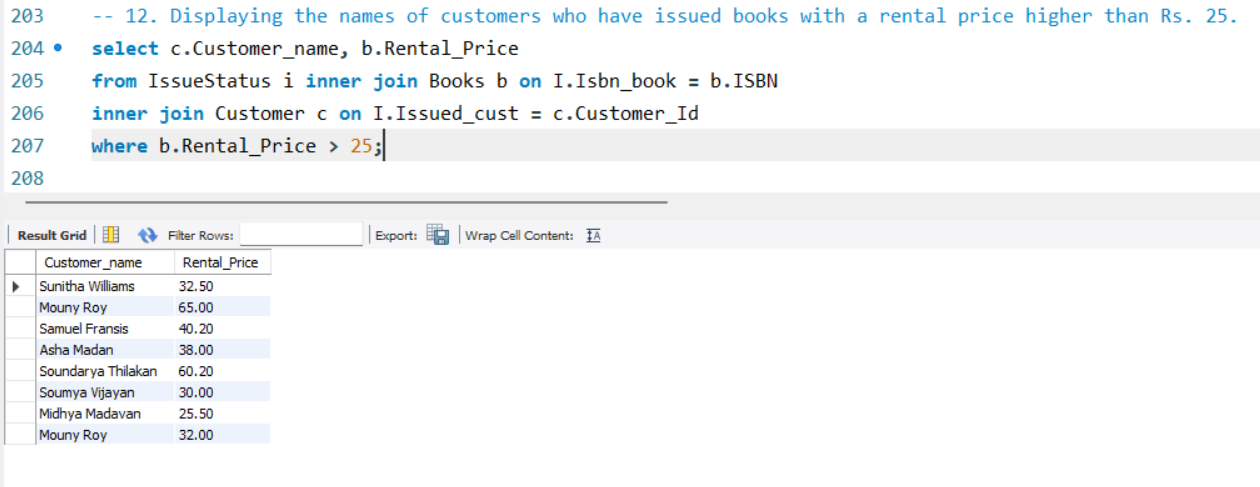 203 -- 12. Displaying the names of customers who have issued books with a rental price higher than Rs. 25.
204 select c.Customer_name, b.Rental_Price
205 from IssueStatus i inner join Books b on I.Isbn_book = b.ISBN
206 inner join Customer c on I.Issued_cust = c.Customer_Id
207 where b.Rental_Price > 25;
208
Result Grid Filter Rows: Export: Wrap Cell Content:
Customer_name Rental_Price
Sunitha Williams 32.50
Mouny Roy 65.00
Samuel Fransis 40.20
Asha Madan 38.00
Soundarya Thilakan 60.20
Soumya Vijayan 30.00
Midhya Madavan 25.50
Mouny Roy 32.00